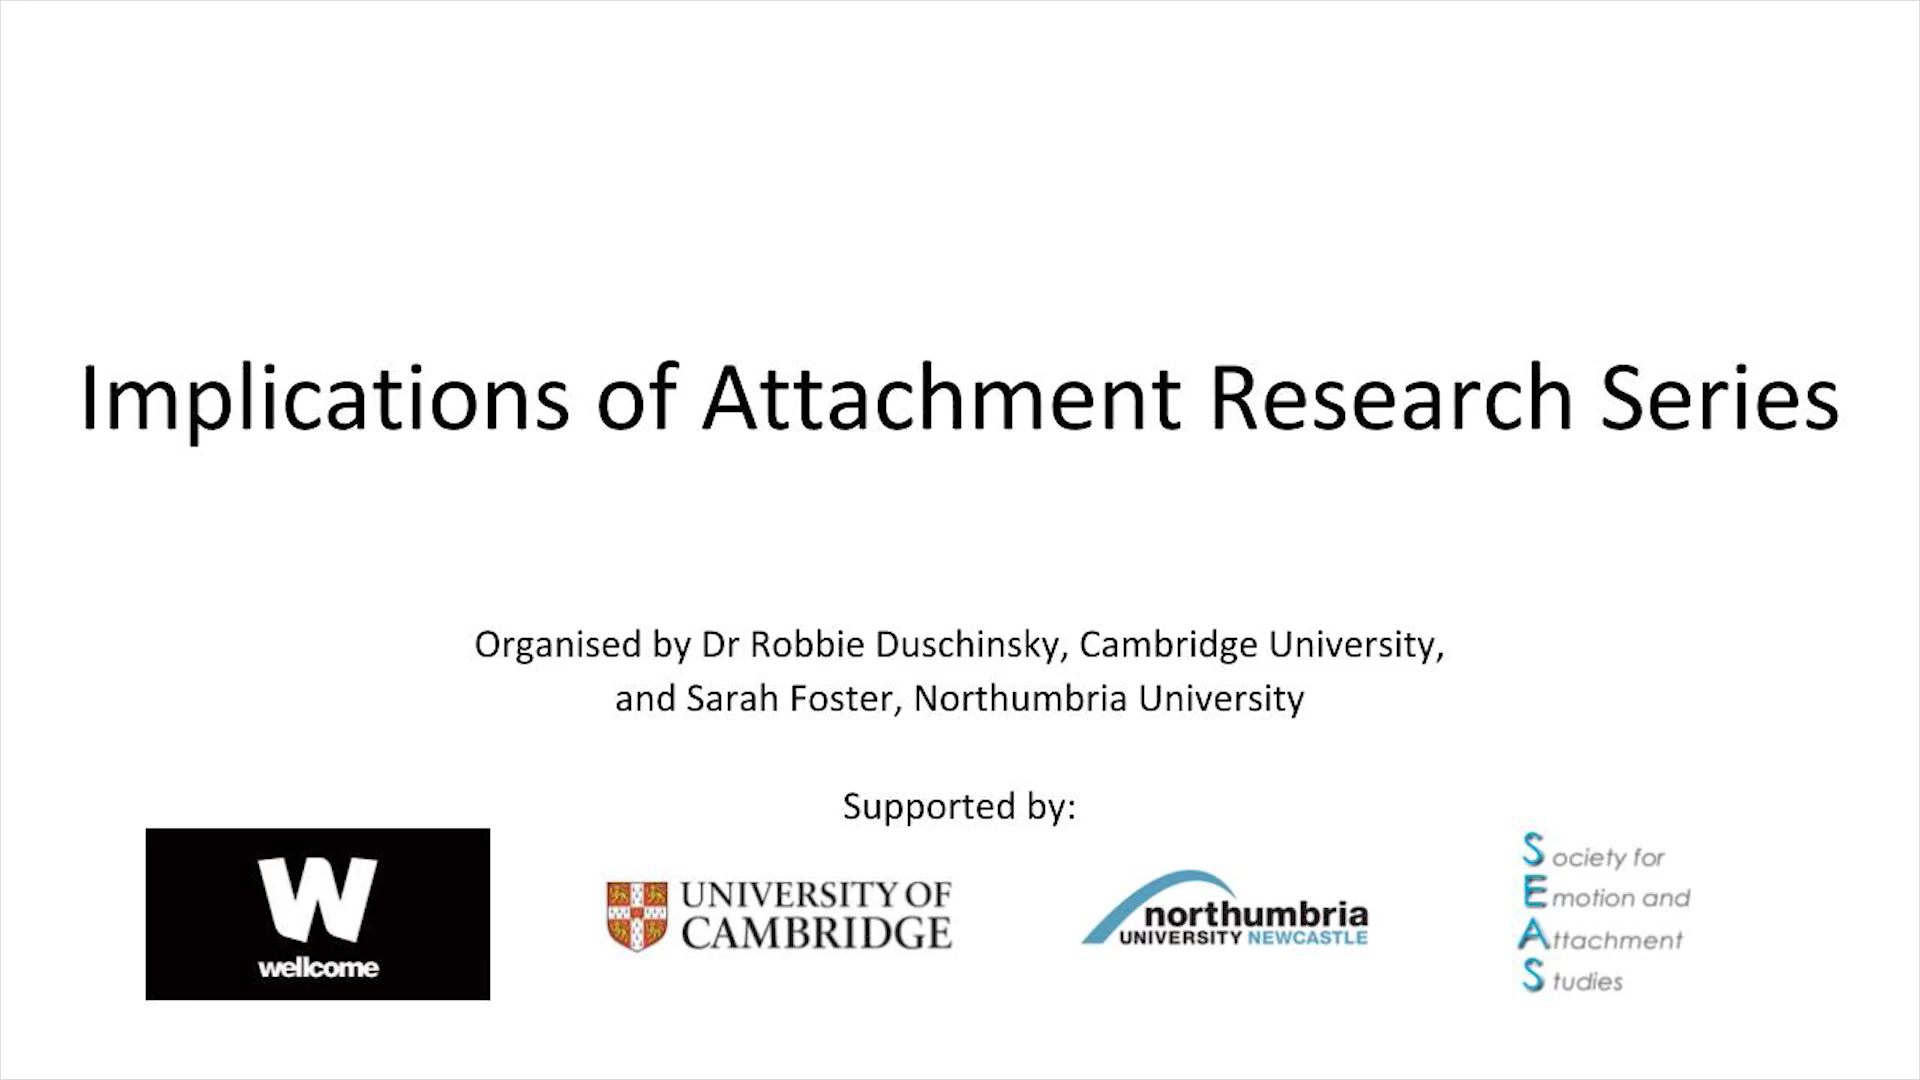 Implications of Attachment Research Series
Organised by Dr Robbie Duschinsky, Cambridge University,
and Sarah Foster, Northumbria University
Supported by:
W
wellcome
UNIVERSITY OF
CAMBRIDGE
northumbria
UNIVERSITY NEWCASTLE
Society for
Emotion and
Attachment
Studies